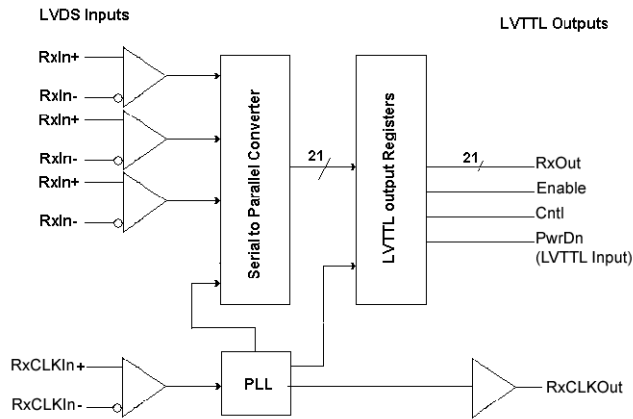 LVDS Inputs
LVTTL Outputs
RxIn+
RxIn-
RxIn+
RxIn-
RxIn+
RxIn-
Serial to Parallel Converter
21
LVTTL output Registers
21
RxOut
Enable
Cntl
PwrDn
(LVTTL Input)
RxCLKIn+
RxCLKIn-
PLL
RxCLKOut